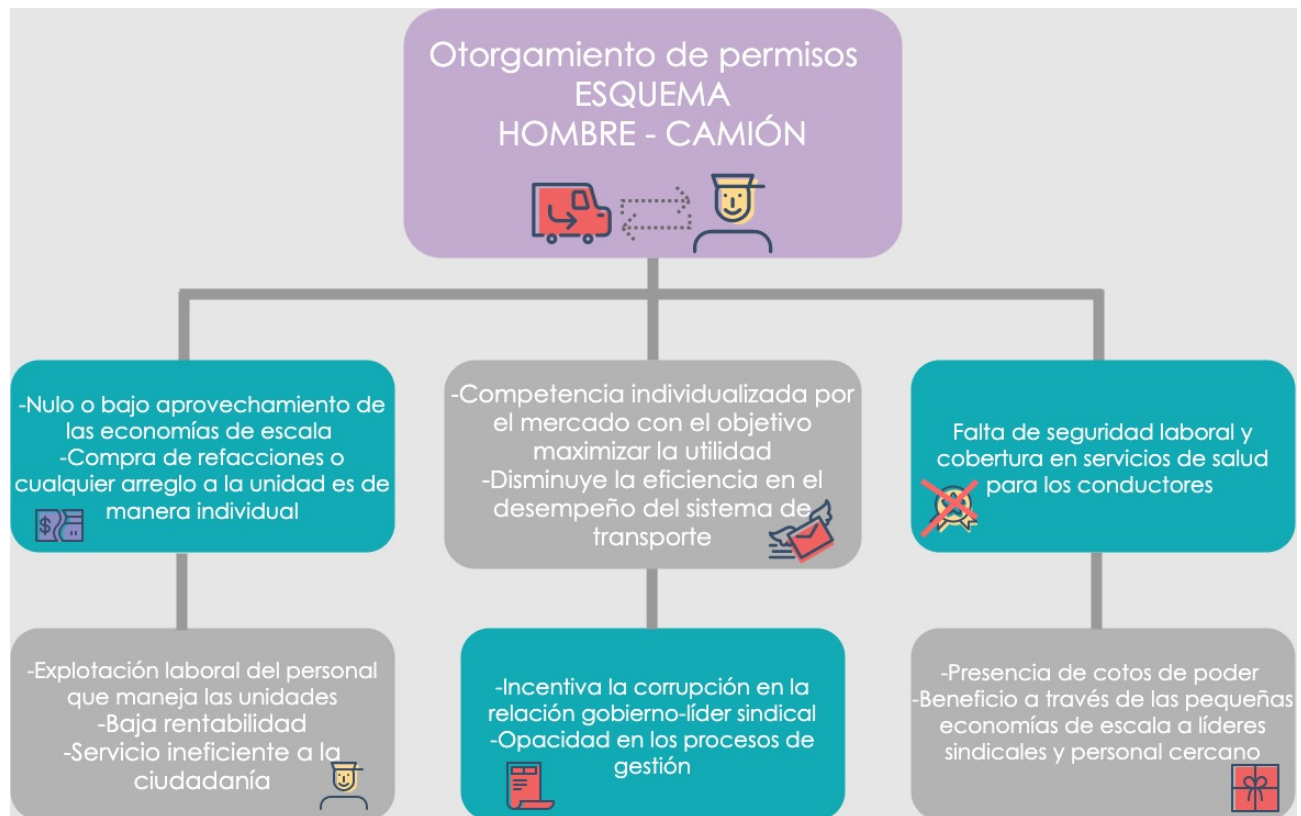 Otorgamiento de permisos
ESQUEMA
HOMBRE - CAMIÓN
-Nulo o bajo aprovechamiento de
las economías de escala
-Compra de refacciones o
cualquier arreglo a la unidad es de
manera individual
-Competencia individualizada por
el mercado con el objetivo
maximizar la utilidad
-Disminuye la eficiencia en el
desempeño del sistema de
transporte
Falta de seguridad laboral y
cobertura en servicios de salud
para los conductores
-Explotación laboral del personal
que maneja las unidades
-Baja rentabilidad
-Servicio ineficiente a la
ciudadanía
-Incentiva la corrupción en la
relación gobierno-líder sindical
-Opacidad en los procesos de
gestión
-Presencia de cotos de poder
-Beneficio a través de las pequeñas
economías de escala a líderes
sindicales y personal cercano